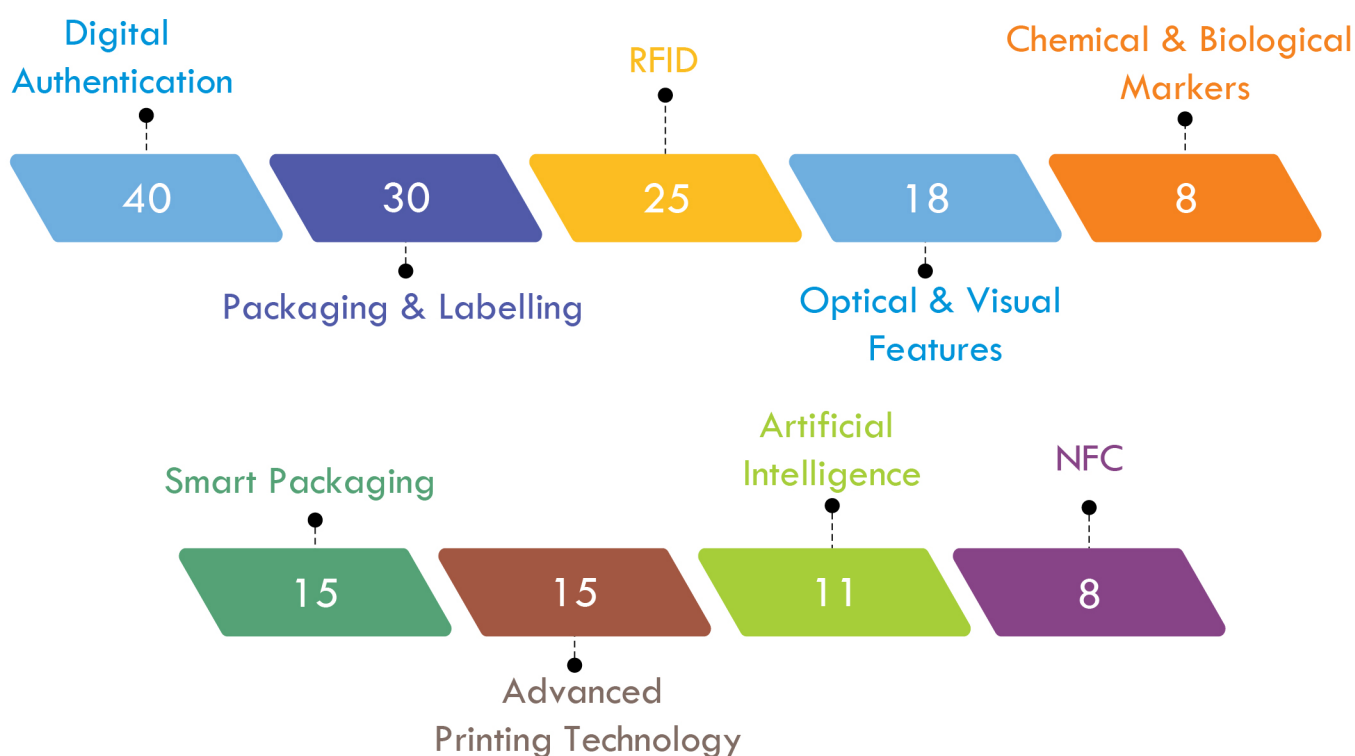 Digital
Authentication
RFID
Chemical & Biological
Markers
40
30
25
18
8
Packaging & Labelling
Optical & Visual
Features
Smart Packaging
Artificial
Intelligence
NFC
15
15
11
8
Advanced
Printing Technology